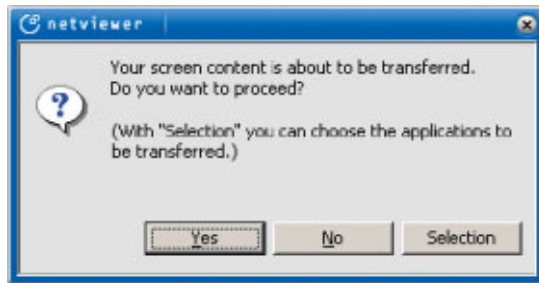 netviewer
Your screen content is about to be transferred.
Do you want to proceed?
(With "Selection" you can choose the applications to
be transferred.)
Yes
No
Selection